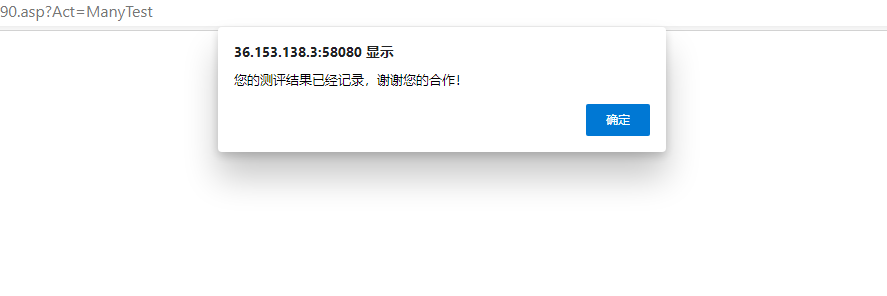 90.asp?Act=ManyTest
36.153.138.3:58080 显示
您的测评结果已经记录，谢谢您的合作!
确定